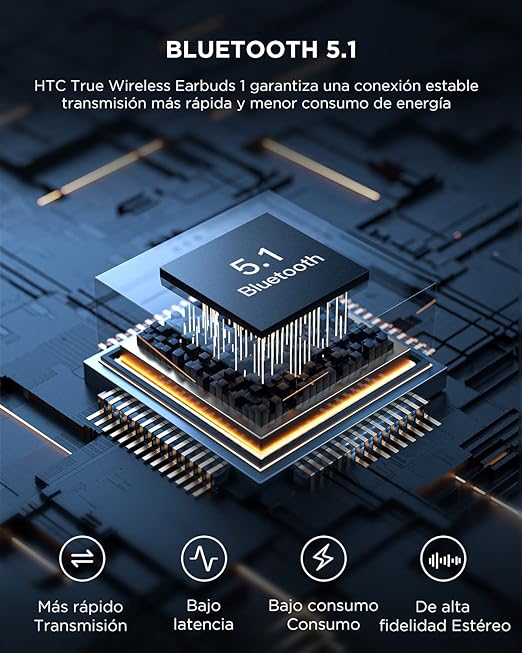 BLUETOOTH 5.1
HTC True Wireless Earbuds 1 garantiza una conexión estable
transmisión más rápida y menor consumo de energía
5.1
Bluetooth
Más rápido
Transmisión
Bajo
latencia
Bajo consumo
Consumo
De alta
fidelidad Estéreo